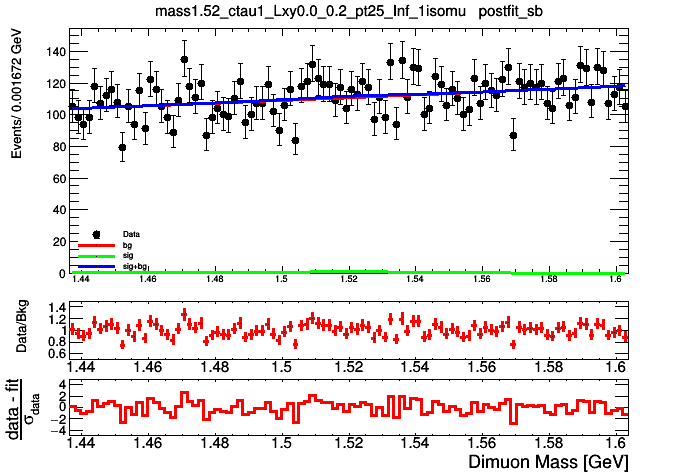 mass1.52_ctau1_Lxy0.0_0.2_pt25_Inf_1isomu postfit_sb
Events/ 0.001672 GeV
140
120
100
80
60
40
20
0
Data
bg
sig
sig+bg
1.44 1.46 1.48 1.5 1.52 1.54 1.56 1.58 1.6
Data/Bkg
1.4
1.2
1.0
0.8
0.6
1.44 1.46 1.48 1.5 1.52 1.54 1.56 1.58 1.6
data - fit
σdata
4
2
0
−2
−4
1.44 1.46 1.48 1.5 1.52 1.54 1.56 1.58 1.6
Dimuon Mass [GeV]